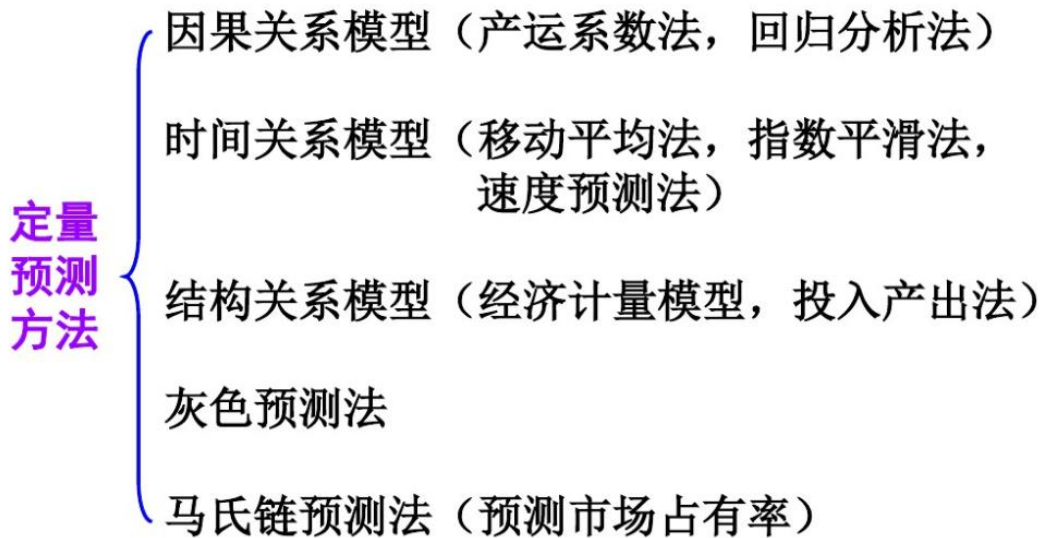 定量
预测
方法
因果关系模型（产运系数法，回归分析法）
时间关系模型（移动平均法，指数平滑法，
速度预测法）
结构关系模型（经济计量模型，投入产出法）
灰色预测法
马氏链预测法（预测市场占有率）